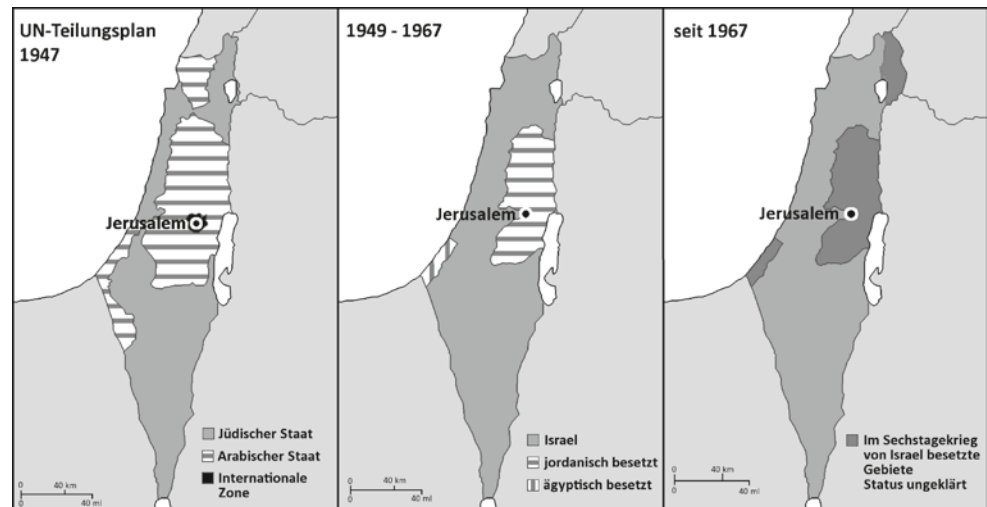 UN-Teilungsplan
1947
Jerusalem
Jüdischer Staat
Arabischer Staat
Internationale
Zone
0
40 km
0
40 mi
1949 - 1967
Jerusalem
Israel
jordanisch besetzt
ägyptisch besetzt
0
40 km
0
40 mi
seit 1967
Jerusalem
Im Sechstagekrieg
von Israel besetzte
Gebiete
Status ungeklärt
0
40 km
0
40 mi